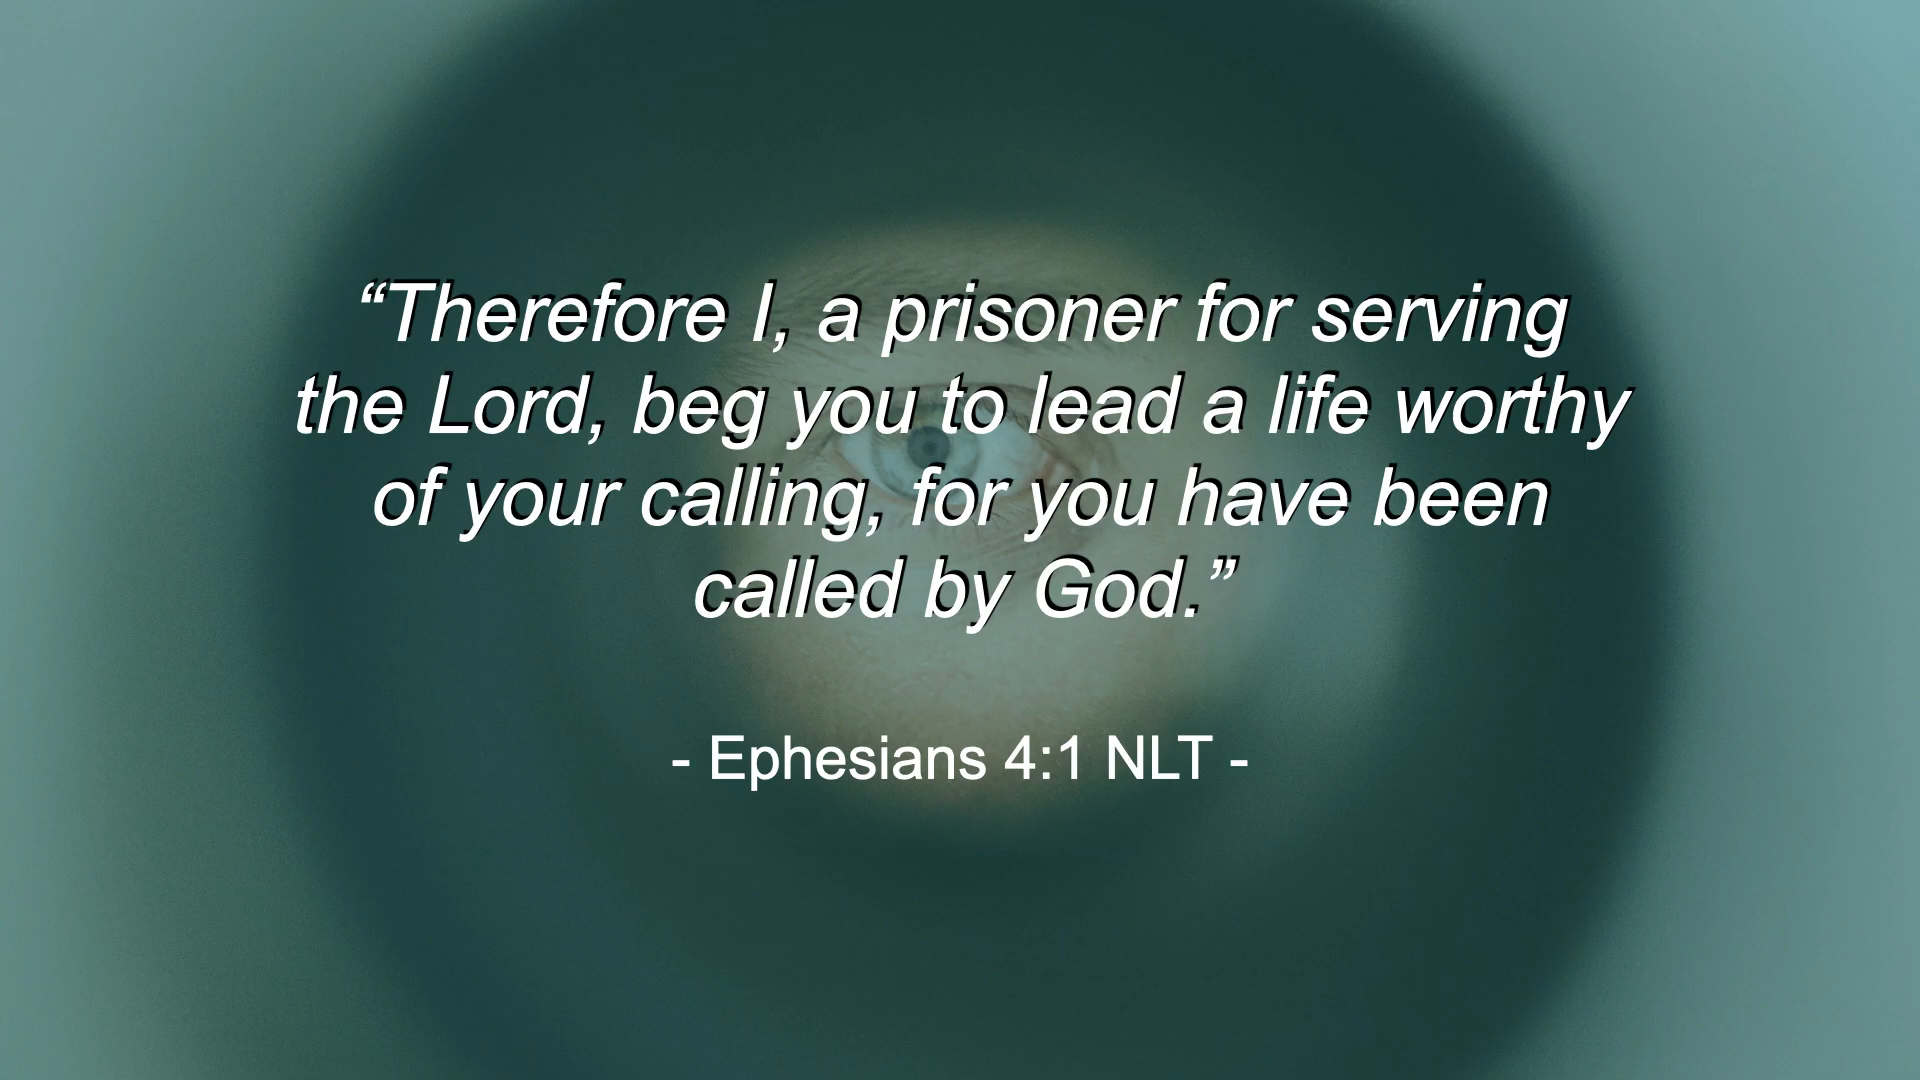 “Therefore I, a prisoner for serving
the Lord, beg you to lead a life worthy
of your calling, for you have been
called by God.”
- Ephesians 4:1 NLT -